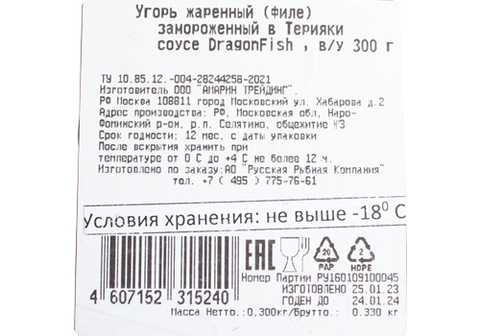 Угорь жаренный (филе)
замороженный в Терияки
соусе DragonFish , в/у 300 г
ТУ 10.85.12.-004-28244258-2021
Изготовитель ООО "АМАРИН ТРЕЙДИНГ".
РФ Москва 108811 город Московский ул. Хабарова д.2
Адрес производства: РФ, Московская обл, Наро-
Фоминский р-он, р.п. Селятино, общежитие №3
Срок годности: 12 мес, с даты упаковки
После вскрытия хранить при
температуре от 0 С до +4 С не более 12 ч.
Изготовлено по заказу:АО "Русская Рыбная Компания"
тел. +7 ( 495 ) 775-76-61
Условия хранения: не выше -18⁰ С
EAC
20 2
PAP HDPE
Номер Партии РУ160109100045
ИЗГОТОВЛЕН 25.01.23
ГОДЕН ДО 24.01.24
4 607152 315240
Масса Нетто .:0,300кг/Брутто.: 0.330 кг